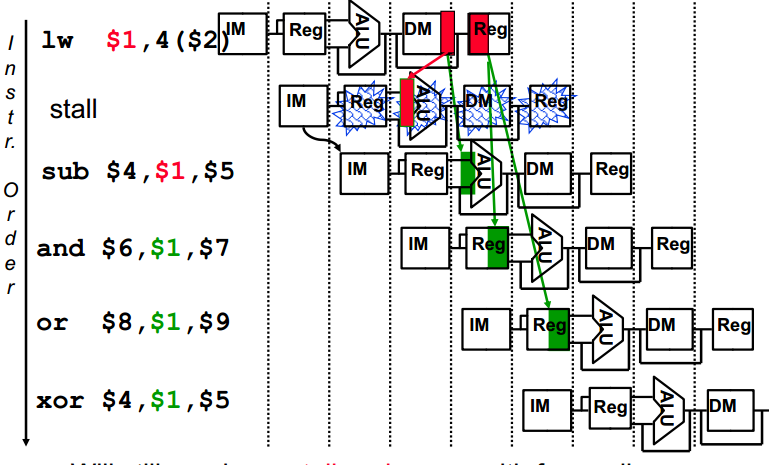 lw $1,4($2) IM Reg ALU DM Reg
stall IM Reg ALU DM Reg
sub $4,$1,$5 IM Reg ALU DM Reg
and $6,$1,$7 IM Reg ALU DM Reg
or $8,$1,$9 IM Reg ALU DM Reg
xor $4,$1,$5 IM Reg ALU DM
Instr. Order